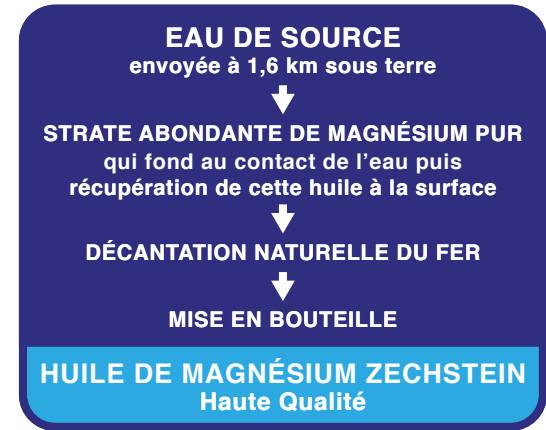 EAU DE SOURCE
envoyée à 1,6 km sous terre
STRATE ABONDANTE DE MAGNÉSIUM PUR
qui fond au contact de l'eau puis
récupération de cette huile à la surface
DÉCANTATION NATURELLE DU FER
MISE EN BOUTEILLE
HUILE DE MAGNÉSIUM ZECHSTEIN
Haute Qualité